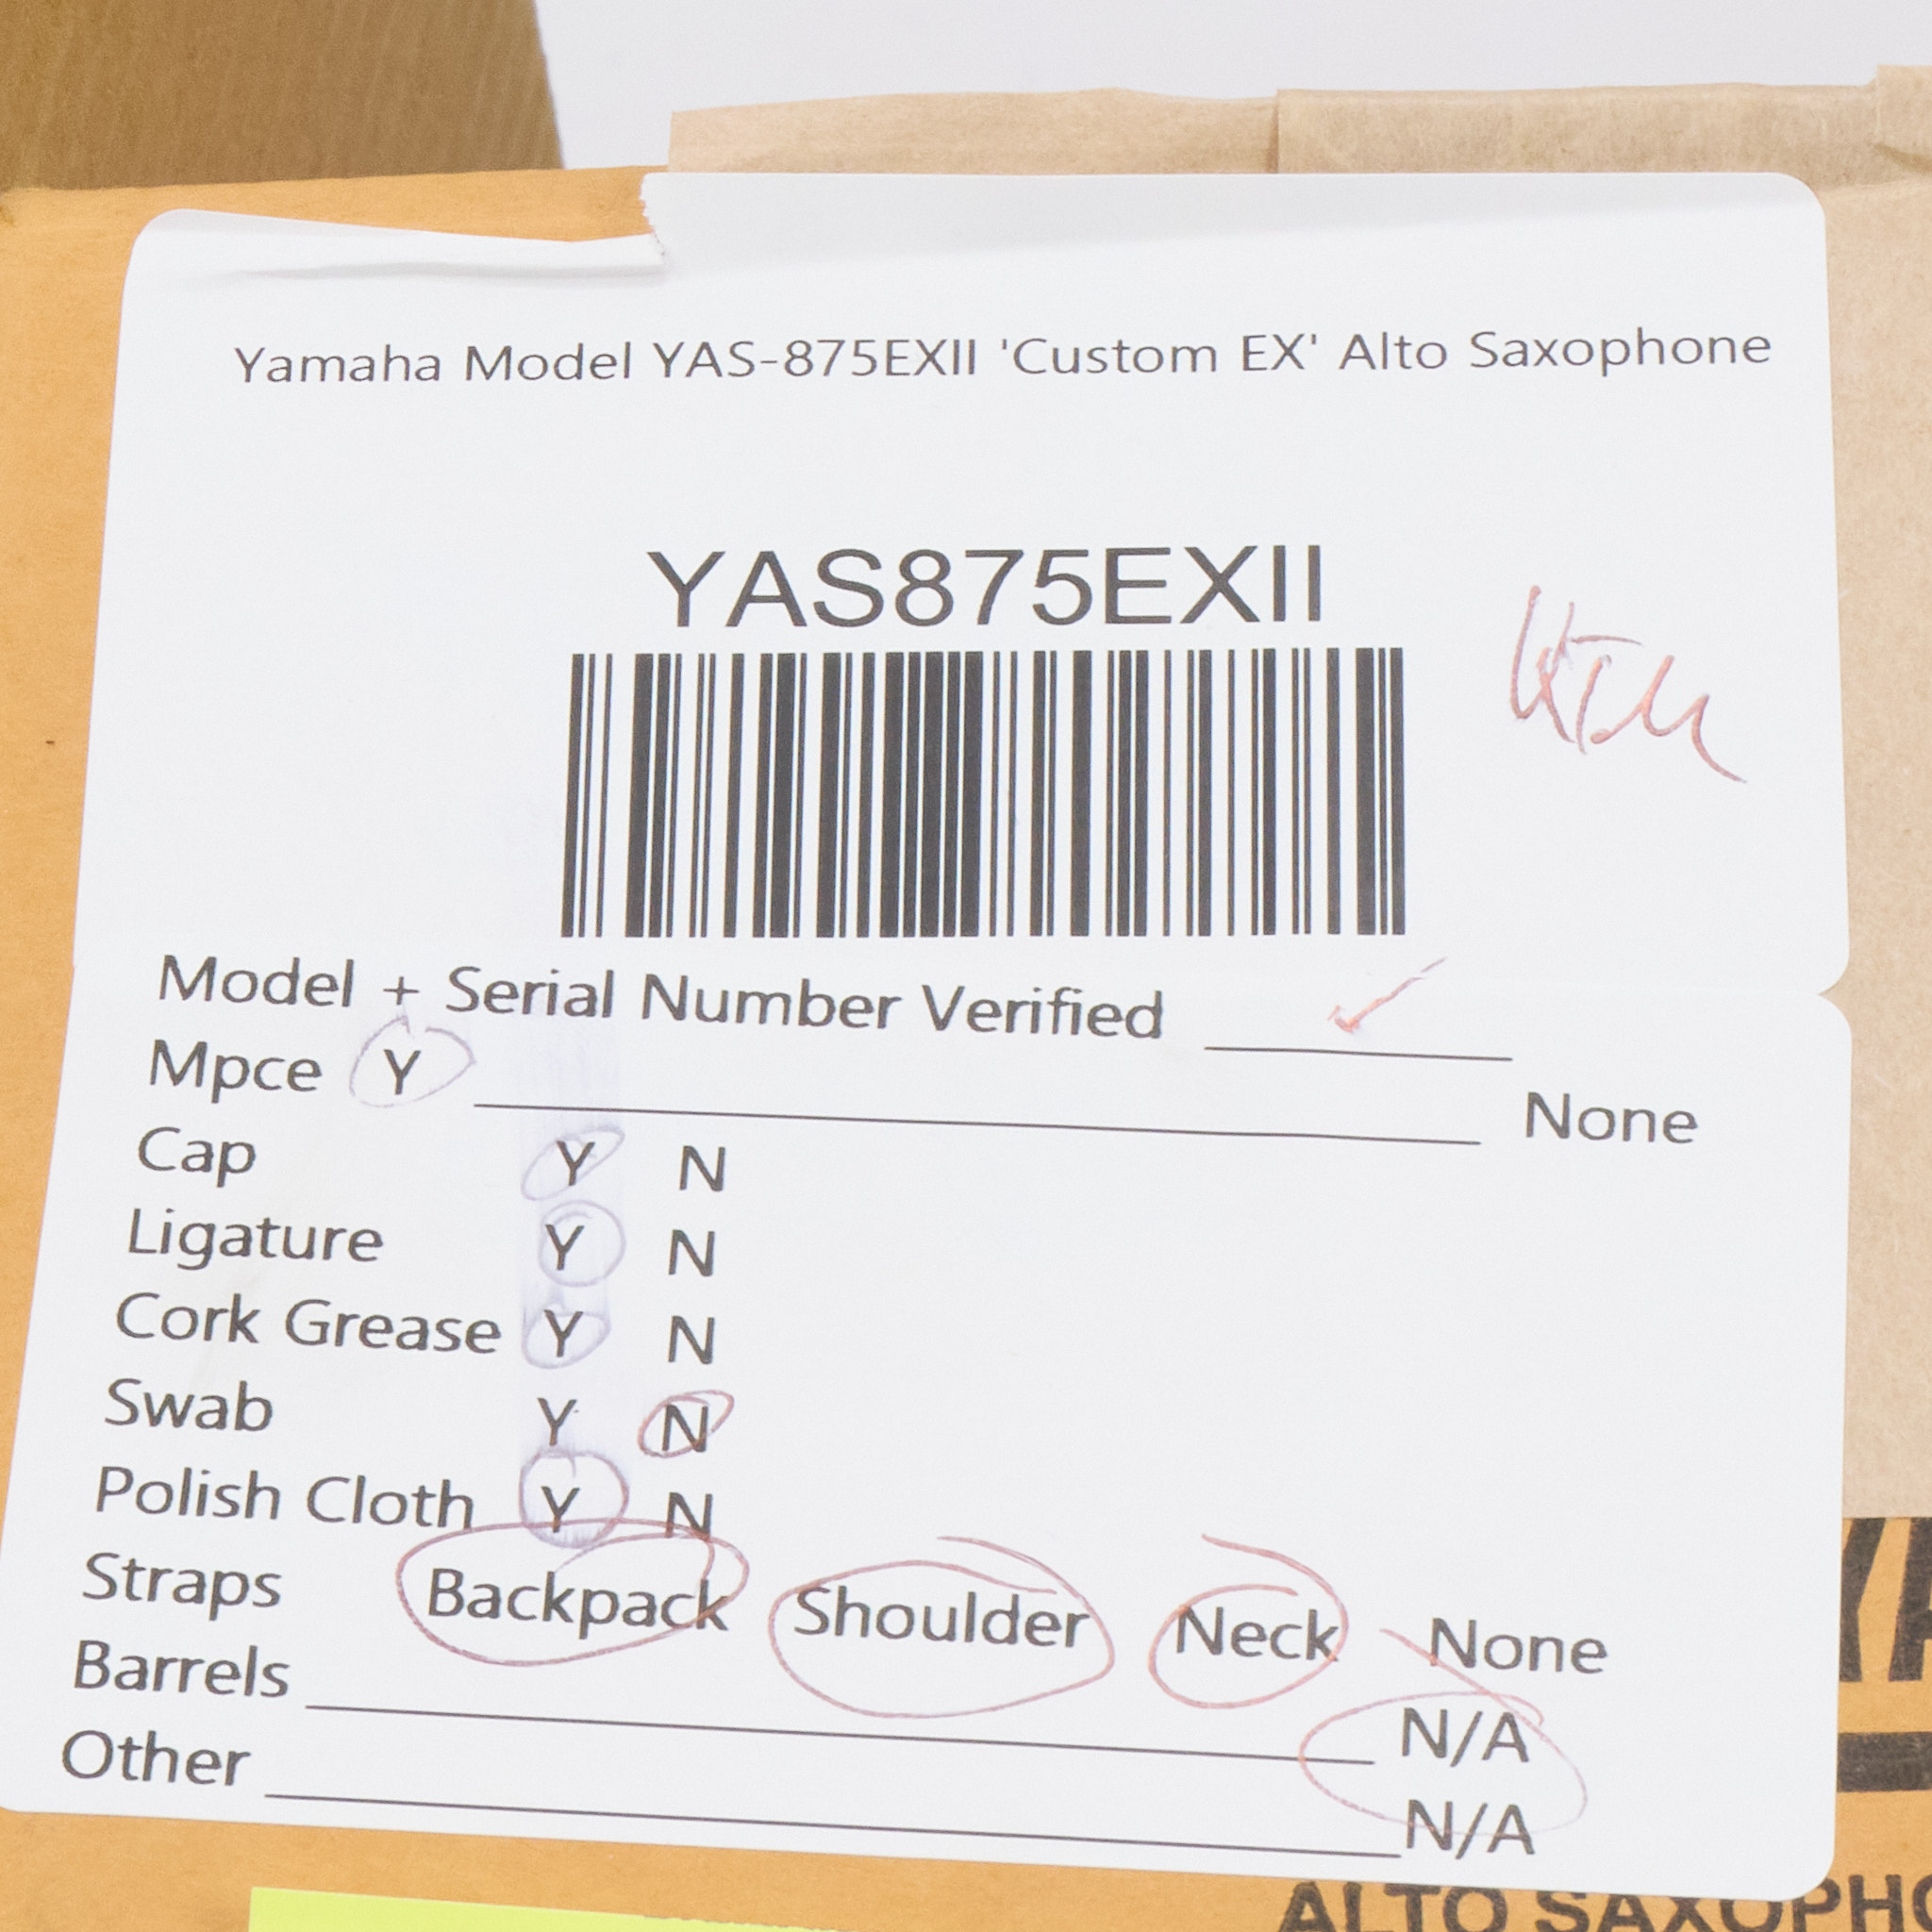 Yamaha Model YAS-875EXII 'Custom EX' Alto Saxophone
YAS875EXII
Model + Serial Number Verified ✓
Mpce Y None
Cap Y N
Ligature Y N
Cork Grease Y N
Swab Y N
Polish Cloth Y N
Straps Backpack Shoulder Neck None
Barrels N/A
Other N/A
YA
ALTO SAXOPHO